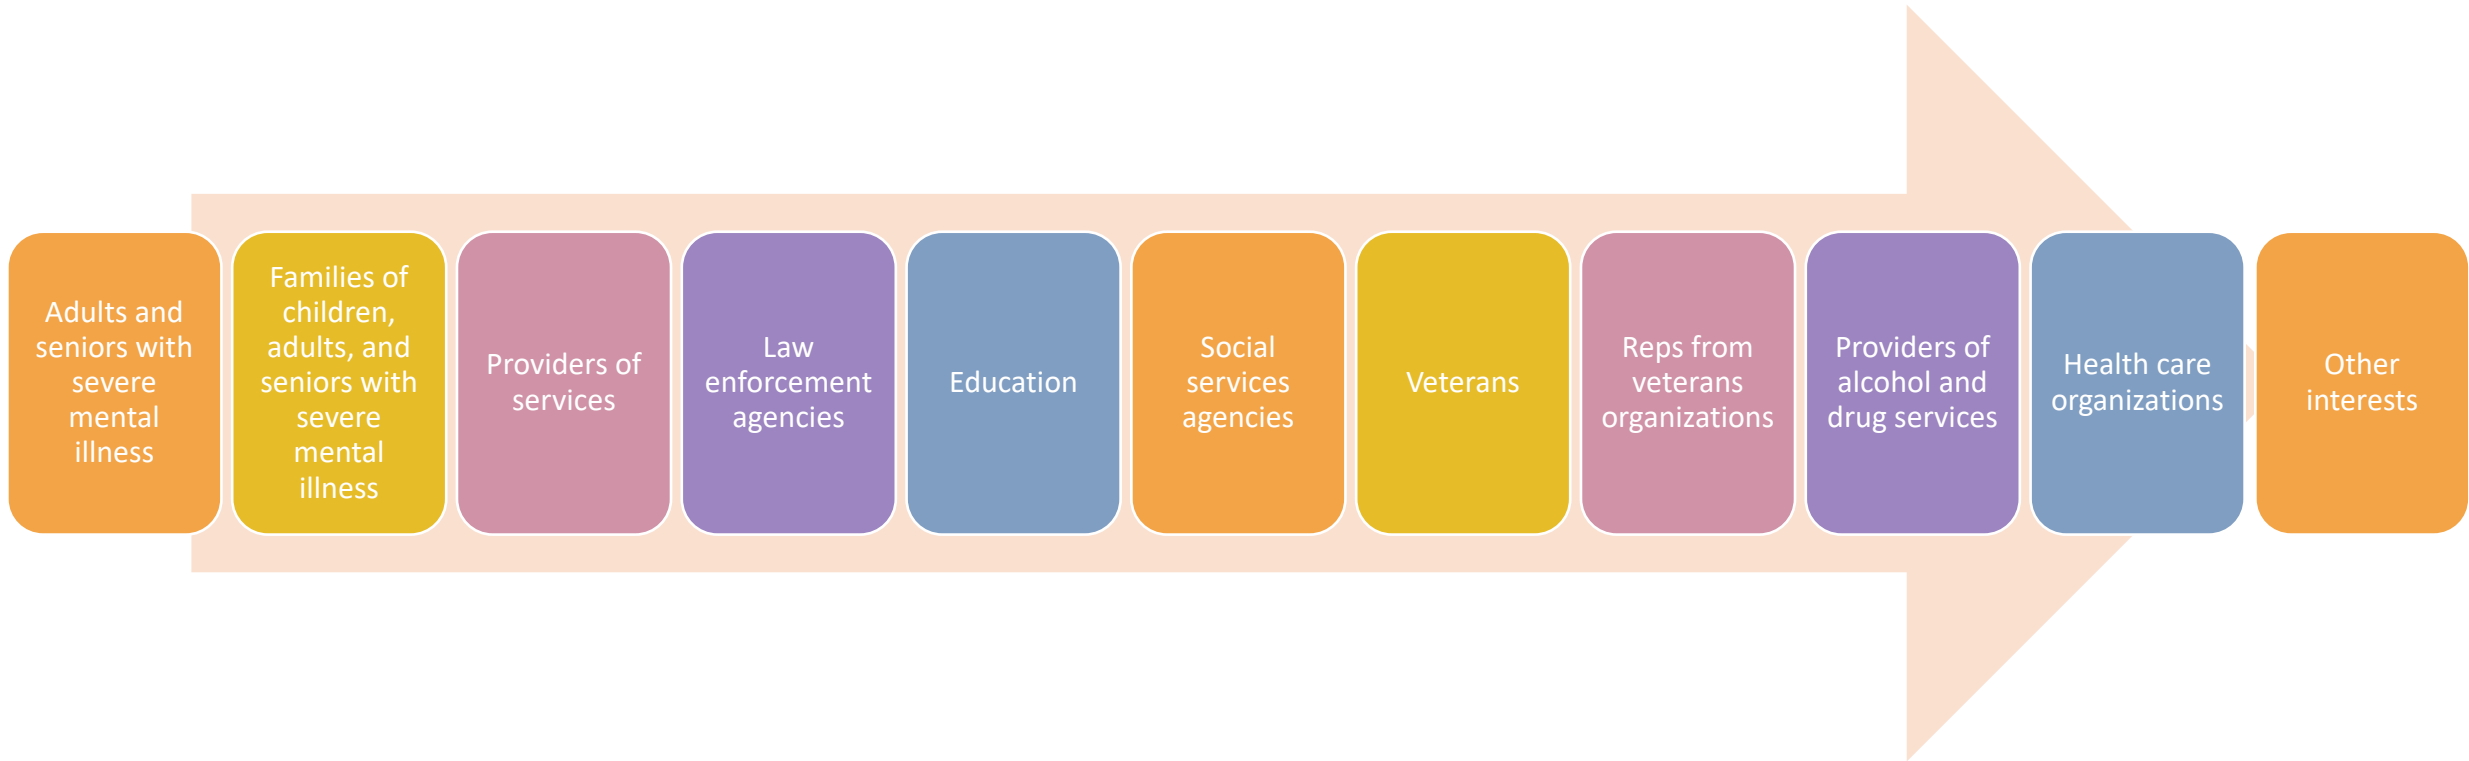 Adults and
seniors with
severe
mental
illness
Families of
children,
adults, and
seniors with
severe
mental
illness
Providers of
services
Law
enforcement
agencies
Education
Social
services
agencies
Veterans
Reps from
veterans
organizations
Providers of
alcohol and
drug services
Health care
organizations
Other
interests